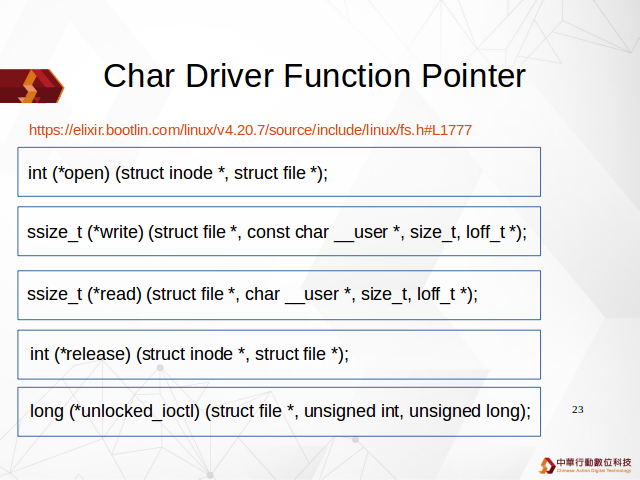 Char Driver Function Pointer
https://elixir.bootlin.com/linux/v4.20.7/source/include/linux/fs.h#L1777
int (*open) (struct inode *, struct file *);
ssize_t (*write) (struct file *, const char __user *, size_t, loff_t *);
ssize_t (*read) (struct file *, char __user *, size_t, loff_t *);
int (*release) (struct inode *, struct file *);
long (*unlocked_ioctl) (struct file *, unsigned int, unsigned long);
23
中華行動數位科技
Chinese Action Digital Technology